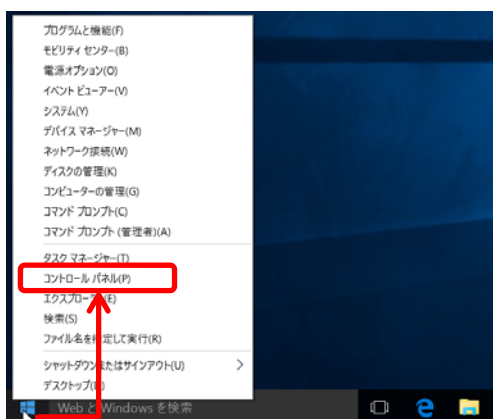 プログラムと機能(F)
モビリティ センター(B)
電源オプション(O)
イベント ビューアー(V)
システム(Y)
デバイス マネージャー(M)
ネットワーク接続(W)
ディスクの管理(K)
コンピューターの管理(G)
コマンド プロンプト(C)
コマンド プロンプト (管理者)(A)
タスク マネージャー(T)
コントロール パネル(P)
エクスプローラー(E)
検索(S)
ファイル名を指定して実行(R)
シャットダウンまたはサインアウト(U)
デスクトップ(D)
Web と Windows を検索